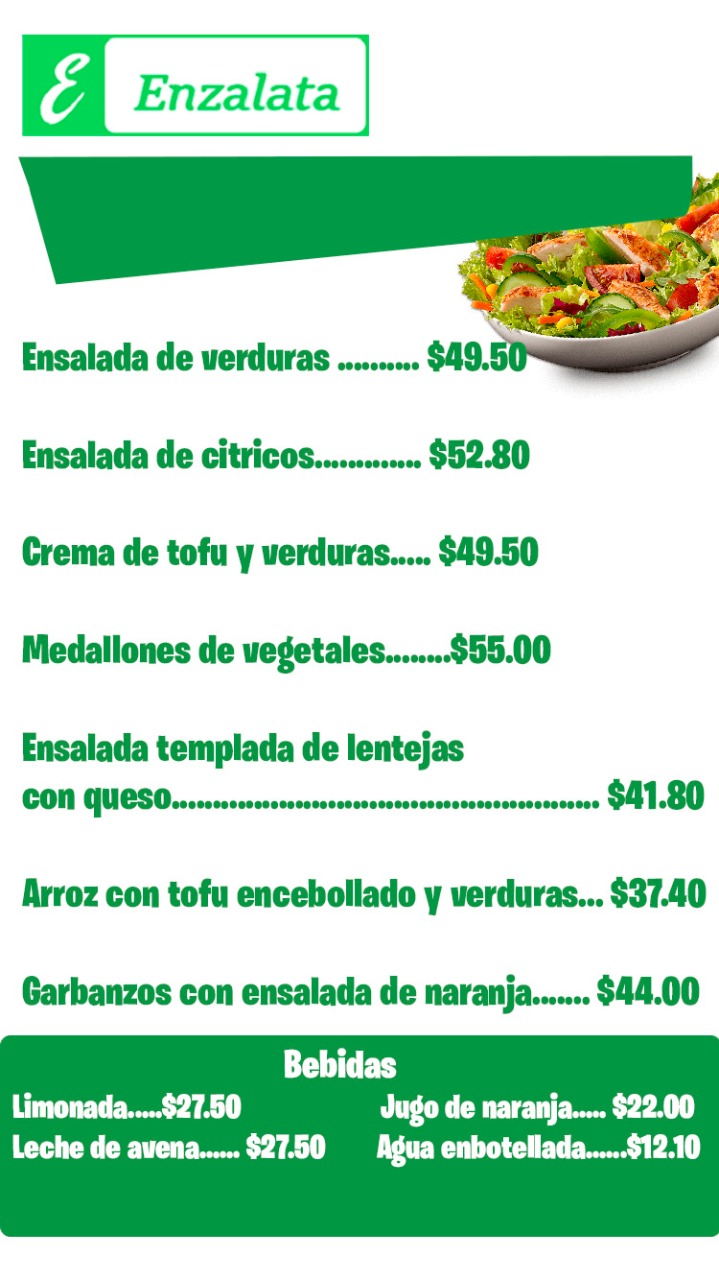 E Enzalata
Ensalada de verduras .......... $49.50
Ensalada de citricos............. $52.80
Crema de tofu y verduras..... $49.50
Medallones de vegetales........$55.00
Ensalada templada de lentejas
con queso.................................................... $41.80
Arroz con tofu encebollado y verduras... $37.40
Garbanzos con ensalada de naranja....... $44.00
Bebidas
Limonada.....$27.50 Jugo de naranja..... $22.00
Leche de avena...... $27.50 Agua enbotellada......$12.10